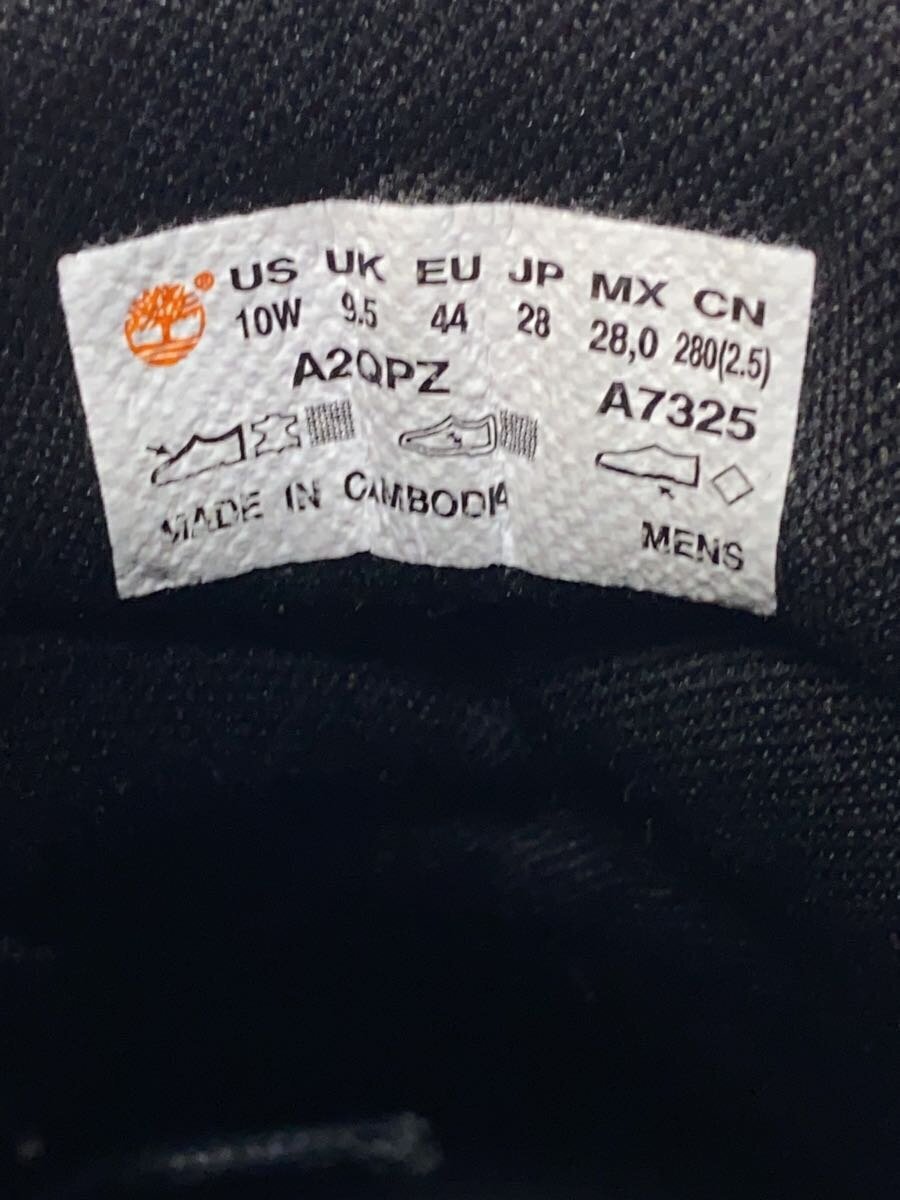 ® US UK EU JP MX CN
10W 9.5 44 28 28,0 280(2.5)
A2QPZ A7325
MADE IN CAMBODIA MENS